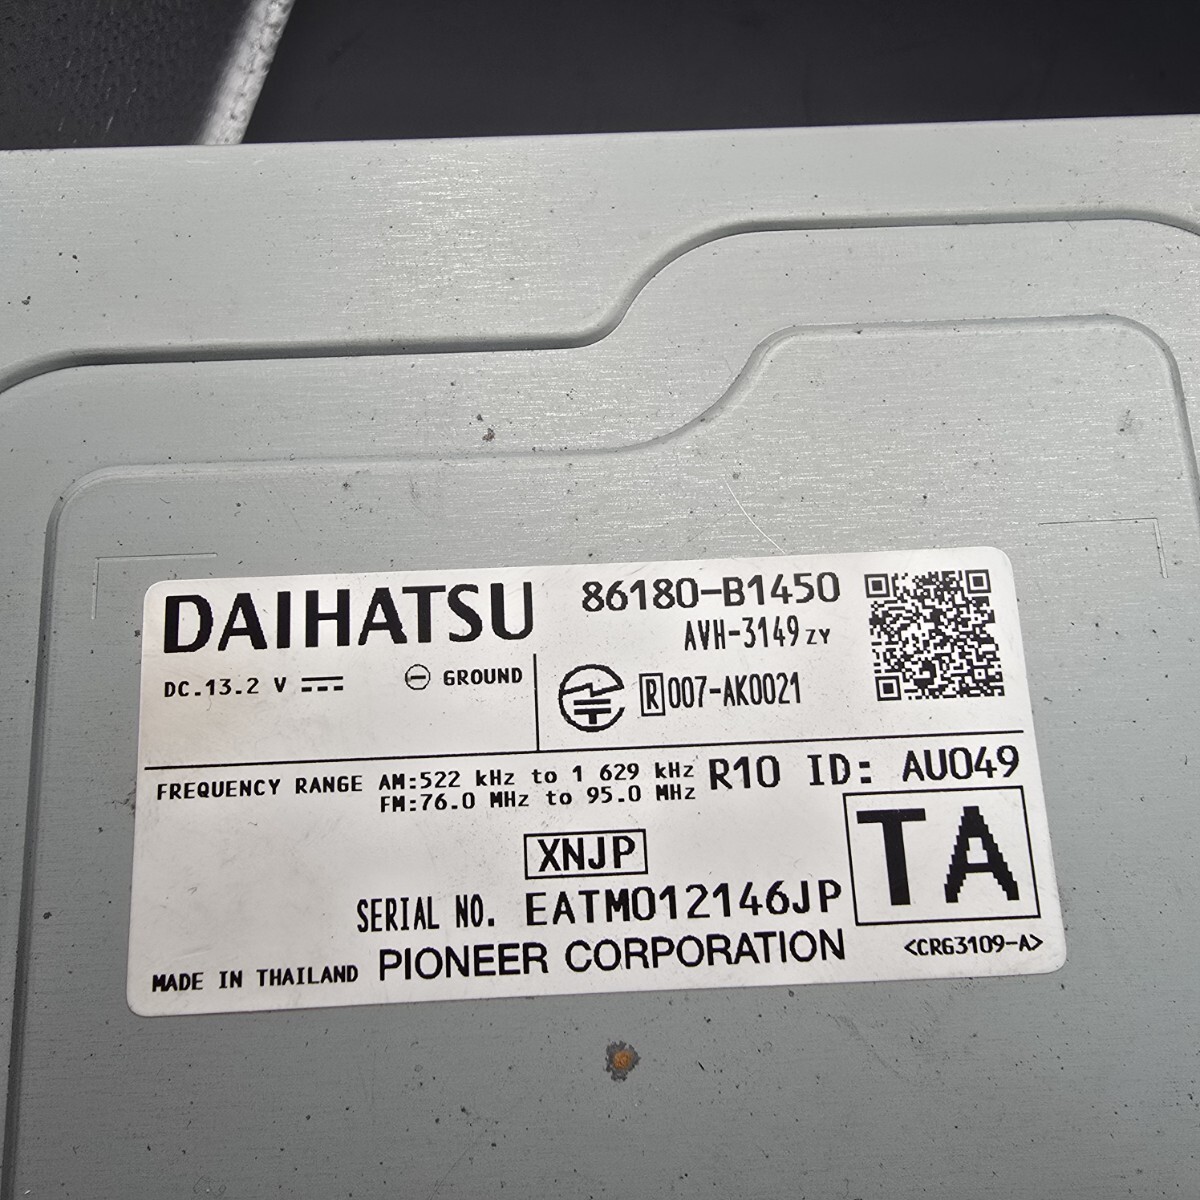 DAIHATSU
86180-B1450
AVH-3149ZY
DC.13.2 V
GROUND
R 007-AK0021
FREQUENCY RANGE AM:522 kHz to 1 629 kHz
FM:76.0 MHz to 95.0 MHz
R10 ID: AU049
XNJP
TA
SERIAL NO. EATM012146JP
MADE IN THAILAND PIONEER CORPORATION
<CRG3109-A>